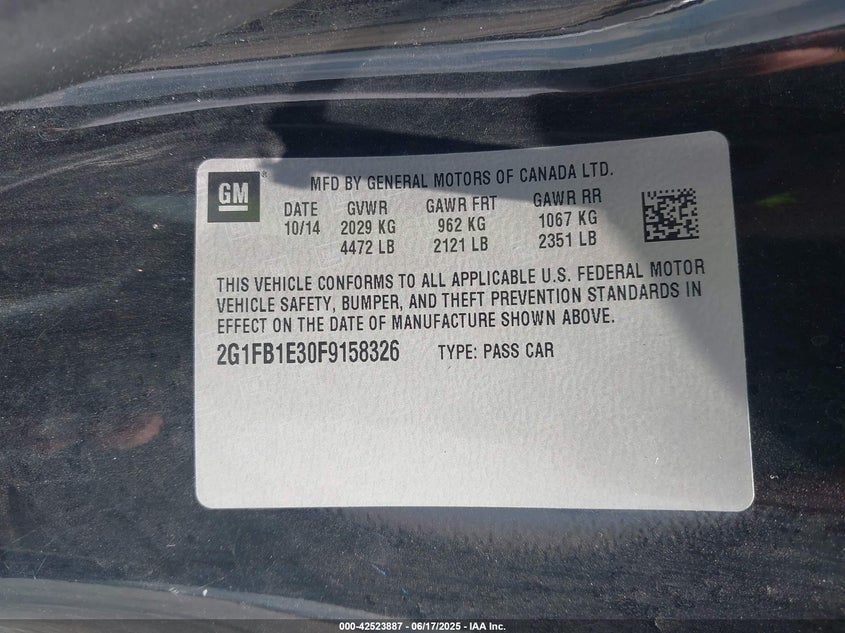 GM®
MFD BY GENERAL MOTORS OF CANADA LTD.
DATE GVWR GAWR FRT GAWR RR
10/14 2029 KG 962 KG 1067 KG
4472 LB 2121 LB 2351 LB
THIS VEHICLE CONFORMS TO ALL APPLICABLE U.S. FEDERAL MOTOR
VEHICLE SAFETY, BUMPER, AND THEFT PREVENTION STANDARDS IN
EFFECT ON THE DATE OF MANUFACTURE SHOWN ABOVE.
2G1FB1E30F9158326 TYPE: PASS CAR
000-42523887 - 06/17/2025 - IAA Inc.